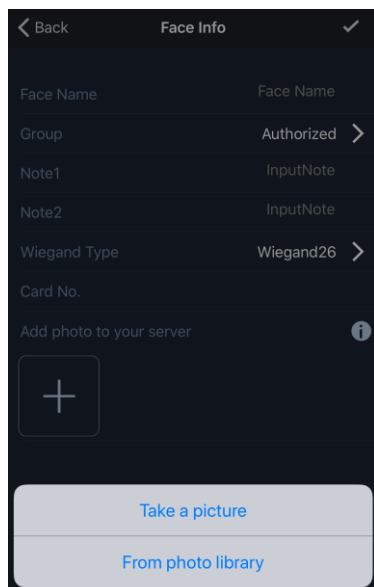 Back Face Info
Face Name Face Name
Group Authorized
Note1 InputNote
Note2 InputNote
Wiegand Type Wiegand26
Card No.
Add photo to your server i
Take a picture
From photo library